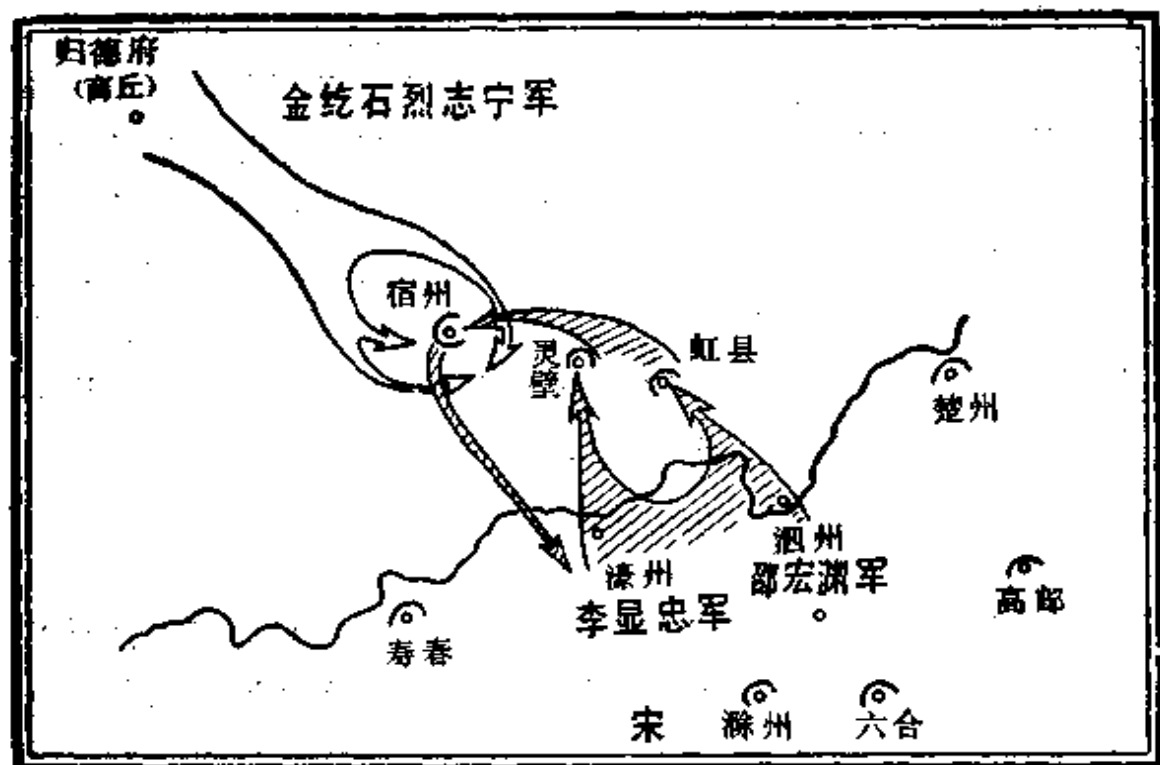 归德府
(商丘)
金纥石烈志宁军
宿州
灵壁
虹县
楚州
泗州
邵宏渊军
濠州
李显忠军
高邮
寿春
宋
滁州
六合